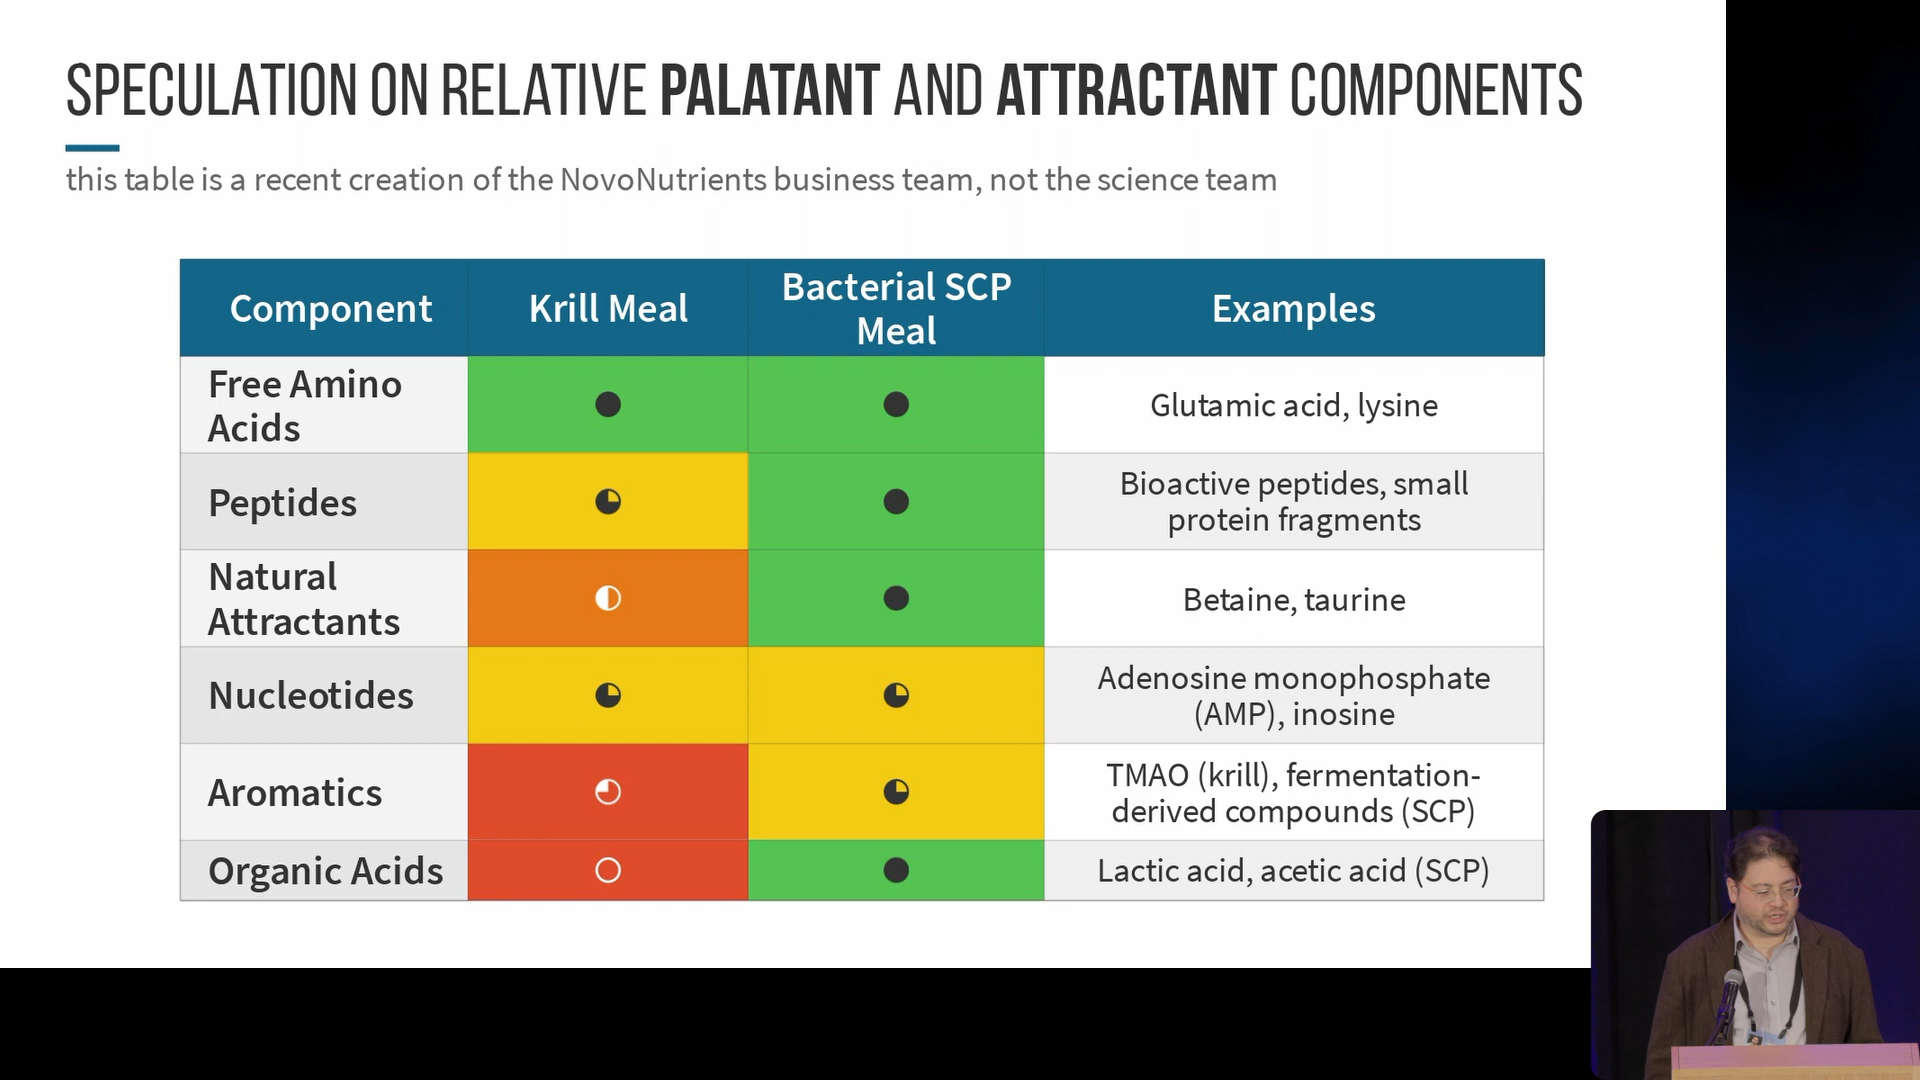 SPECULATION ON RELATIVE PALATANT AND ATTRACTANT COMPONENTS
this table is a recent creation of the NovoNutrients business team, not the science team
Component
Krill Meal
Bacterial SCP
Meal
Examples
Free Amino
Acids
Glutamic acid, lysine
Peptides
Bioactive peptides, small
protein fragments
Natural
Attractants
Betaine, taurine
Nucleotides
Adenosine monophosphate
(AMP), inosine
Aromatics
TMAO (krill), fermentation-
derived compounds (SCP)
Organic Acids
Lactic acid, acetic acid (SCP)